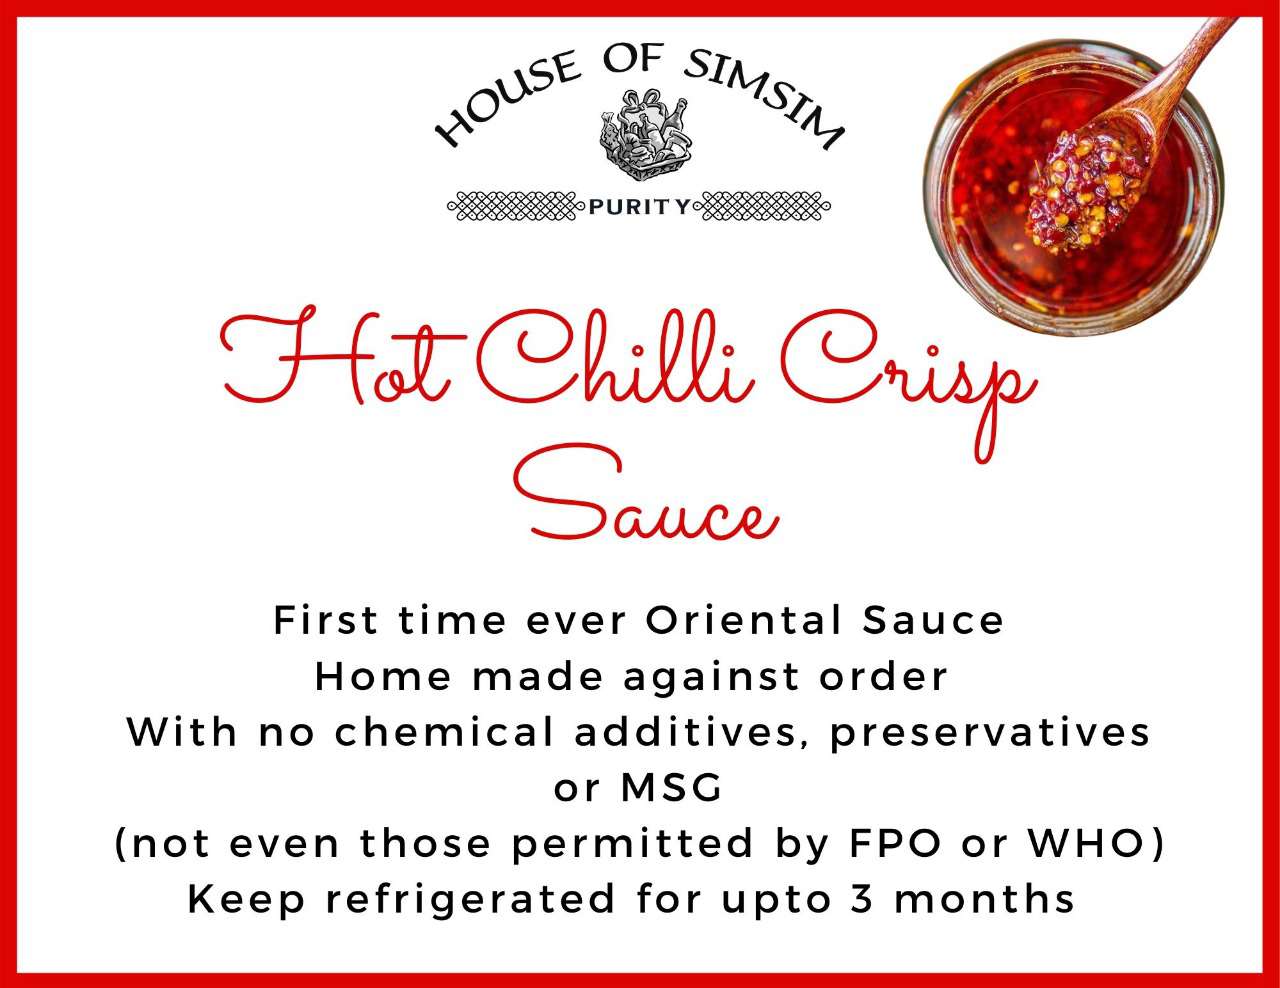 HOUSE OF SIMSIM
PURITY
Hot Chilli Crisp
Sauce
First time ever Oriental Sauce
Home made against order
With no chemical additives, preservatives
or MSG
(not even those permitted by FPO or WHO)
Keep refrigerated for upto 3 months